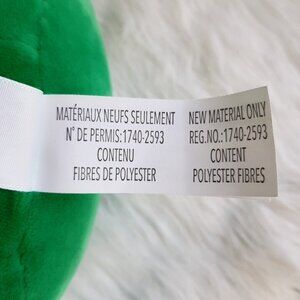 MATÉRIAUX NEUFS SEULEMENT
N° DE PERMIS:1740-2593
CONTENU
FIBRES DE POLYESTER
NEW MATERIAL ONLY
REG.NO.:1740-2593
CONTENT
POLYESTER FIBRES